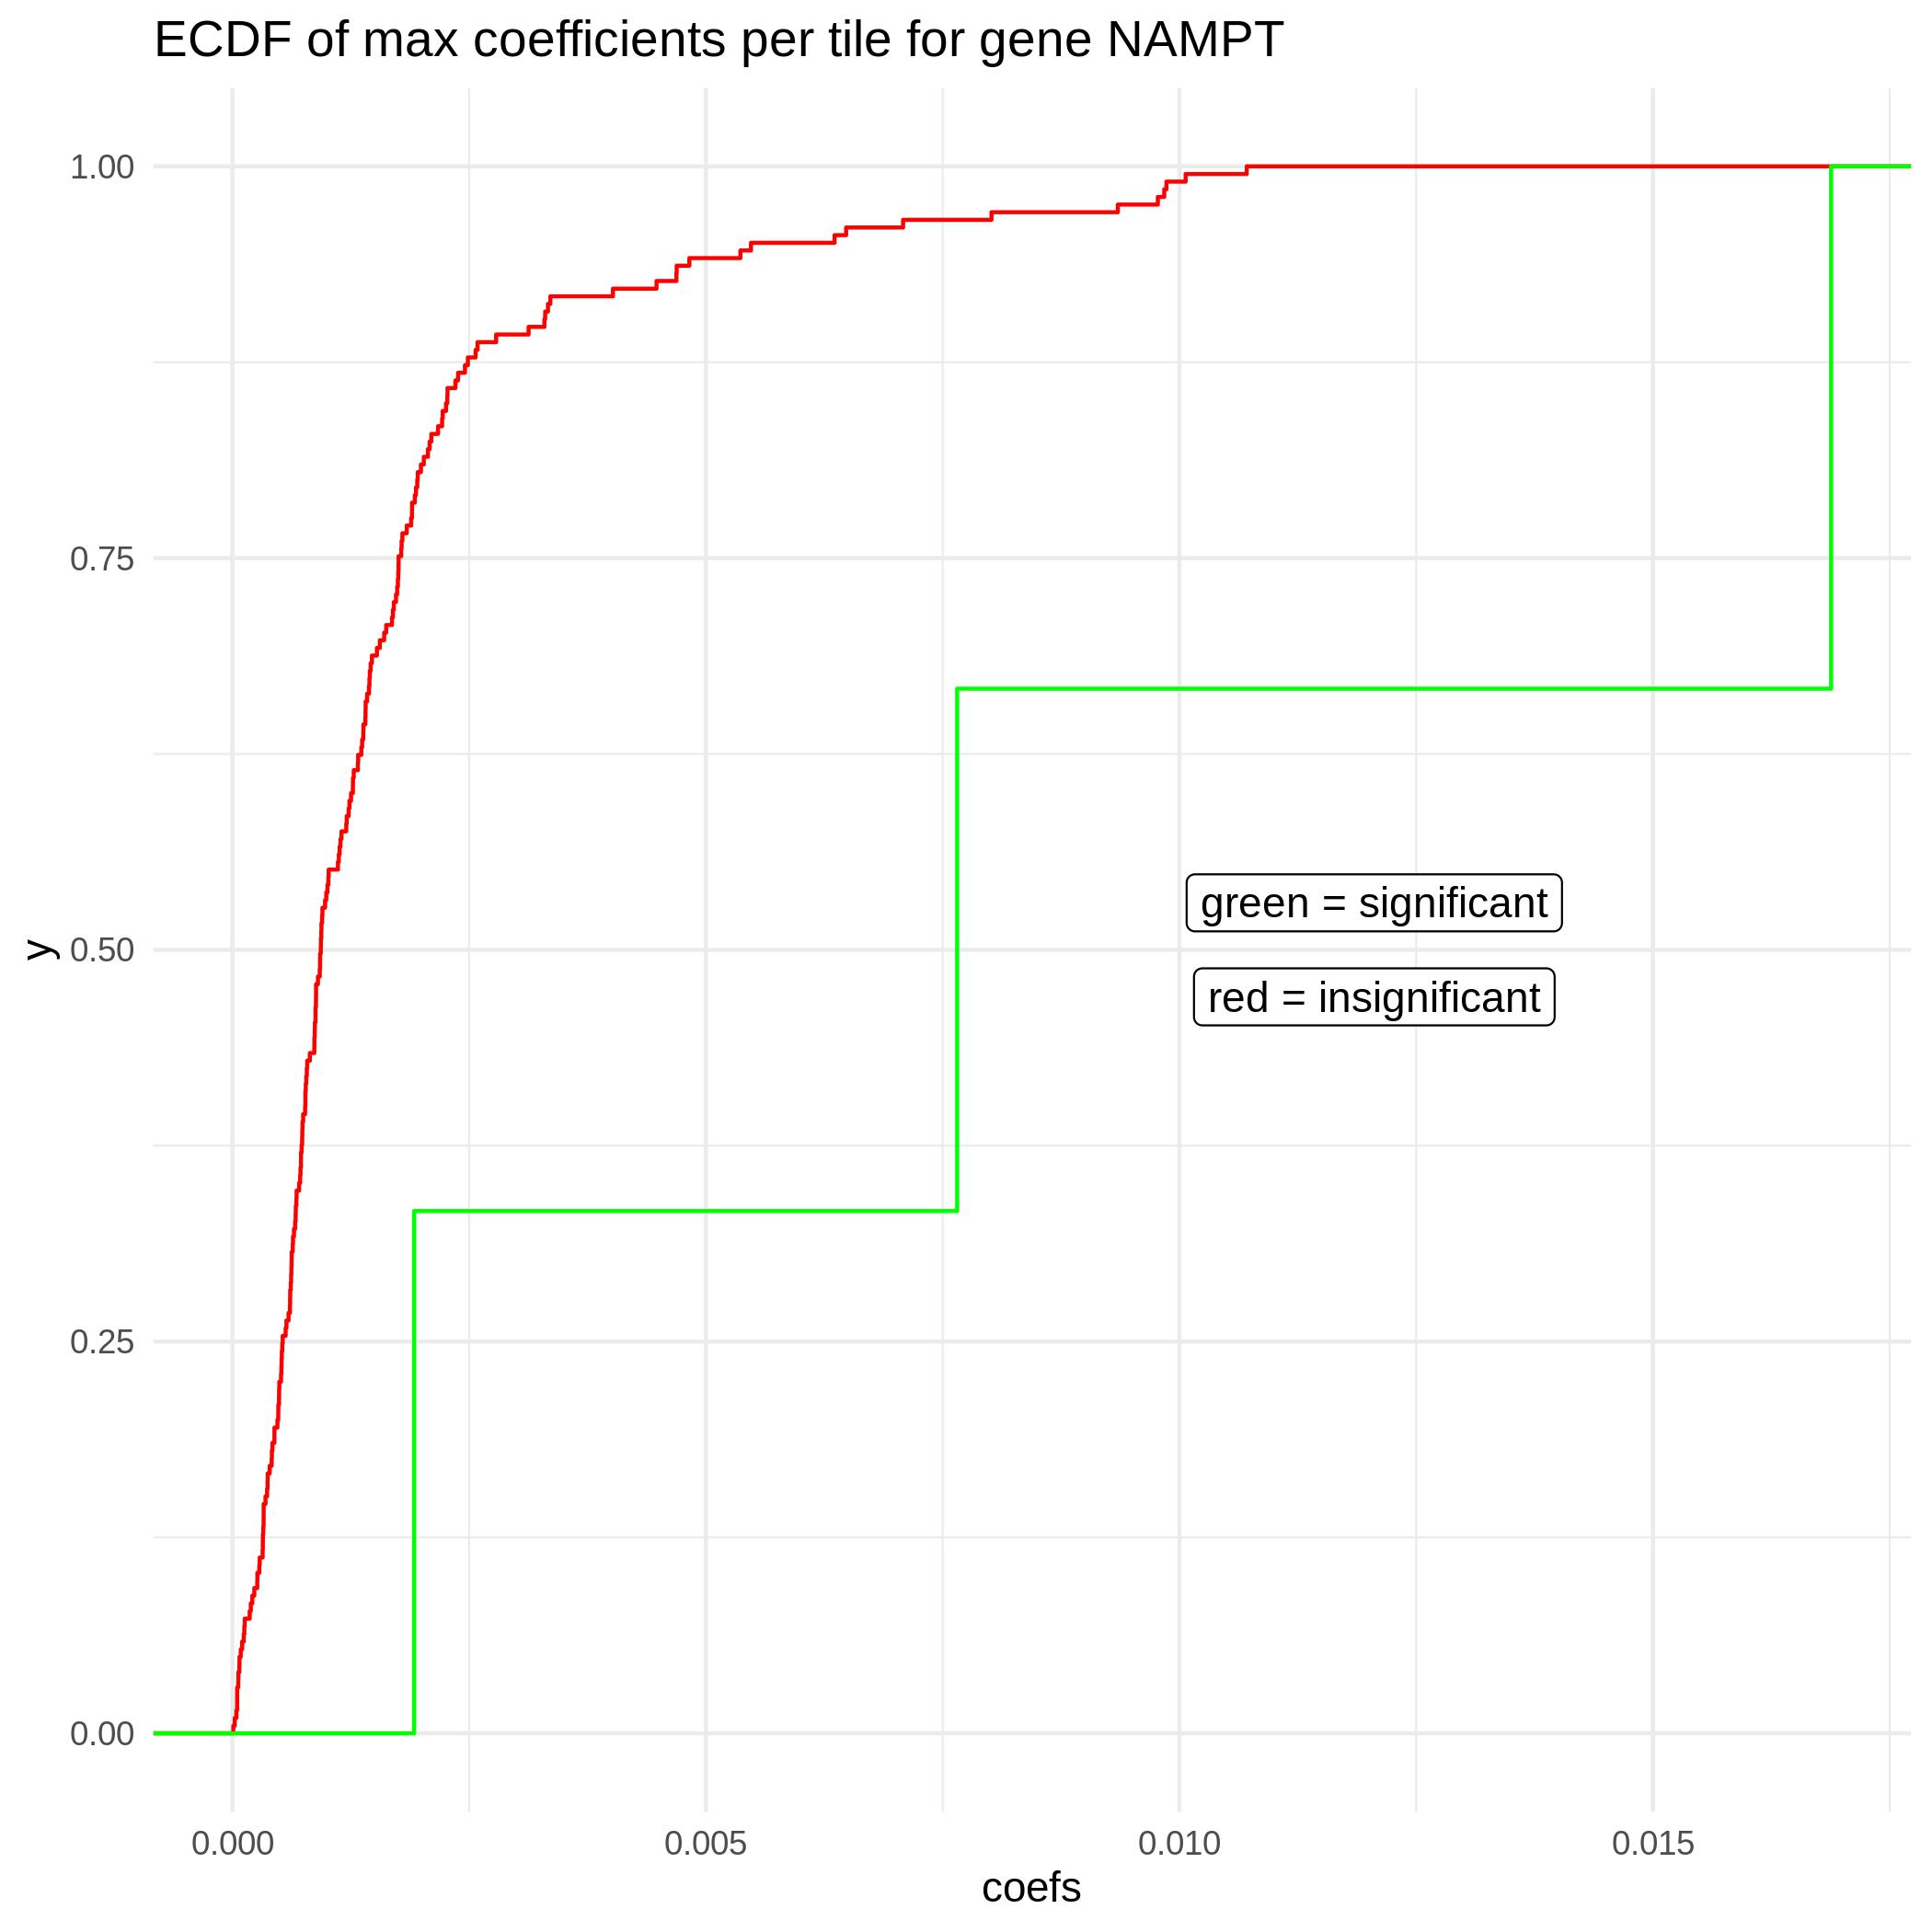 ECDF of max coefficients per tile for gene NAMPT
1.00
0.75
0.50
0.25
0.00
y
green = significant
red = insignificant
0.000
0.005
0.010
0.015
coefs